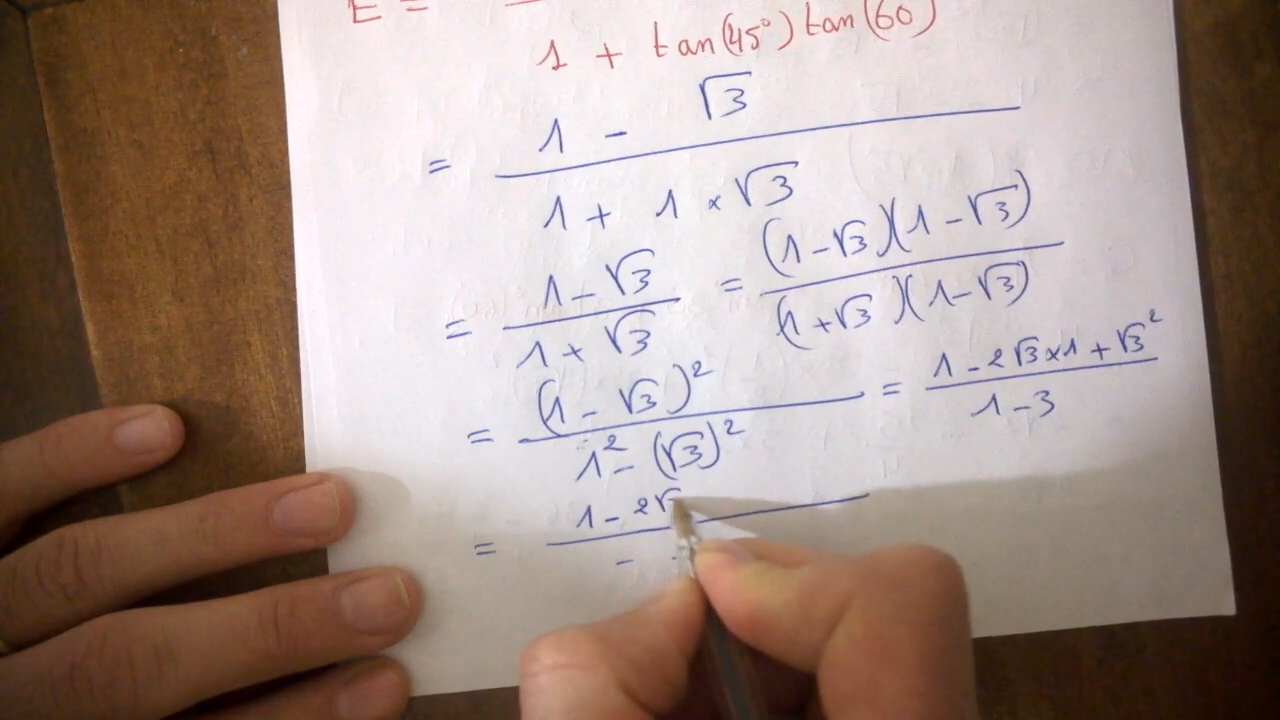 E =
1 + tan(45°) tan(60)
= 1 - √3
1 + 1 × √3
= 1 - √3 = (1 - √3)(1 - √3)
1 + √3 (1 + √3)(1 - √3)
= (1 - √3)² = 1 - 2√3×1 + √3²
1² - (√3)² 1 - 3
= 1 - 2√
-